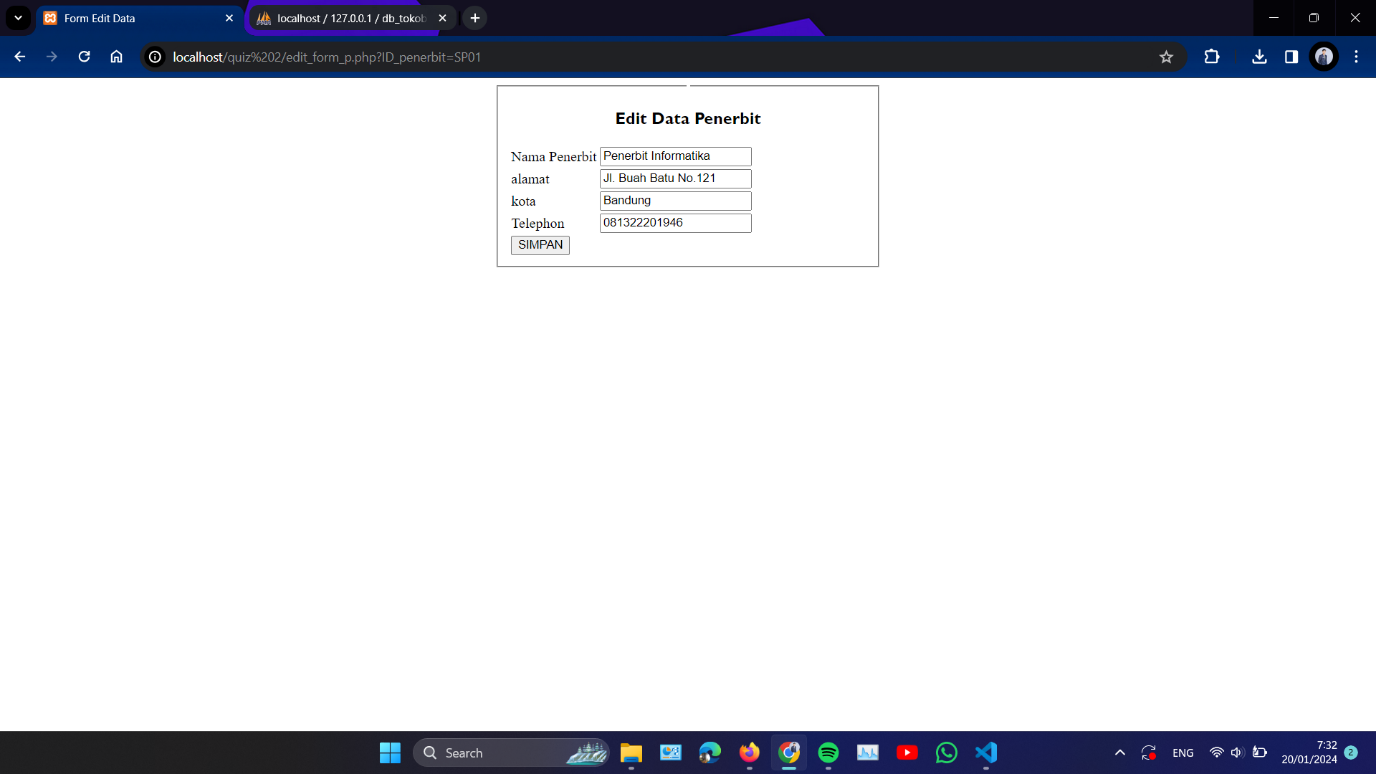 Form Edit Data
localhost / 127.0.0.1 / db_tokob
localhost/quiz%202/edit_form_p.php?ID_penerbit=SP01
Edit Data Penerbit
Nama Penerbit Penerbit Informatika
alamat Jl. Buah Batu No.121
kota Bandung
Telephon 081322201946
SIMPAN
Search
ENG
7:32
20/01/2024
2